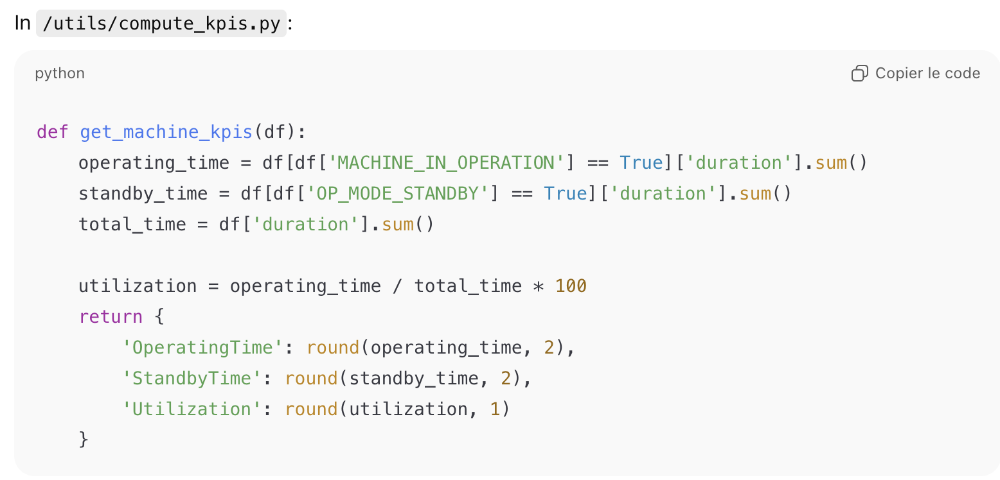 In /utils/compute_kpis.py:
python
Copier le code
def get_machine_kpis(df):
    operating_time = df[df['MACHINE_IN_OPERATION'] == True]['duration'].sum()
    standby_time = df[df['OP_MODE_STANDBY'] == True]['duration'].sum()
    total_time = df['duration'].sum()

    utilization = operating_time / total_time * 100
    return {
        'OperatingTime': round(operating_time, 2),
        'StandbyTime': round(standby_time, 2),
        'Utilization': round(utilization, 1)
    }